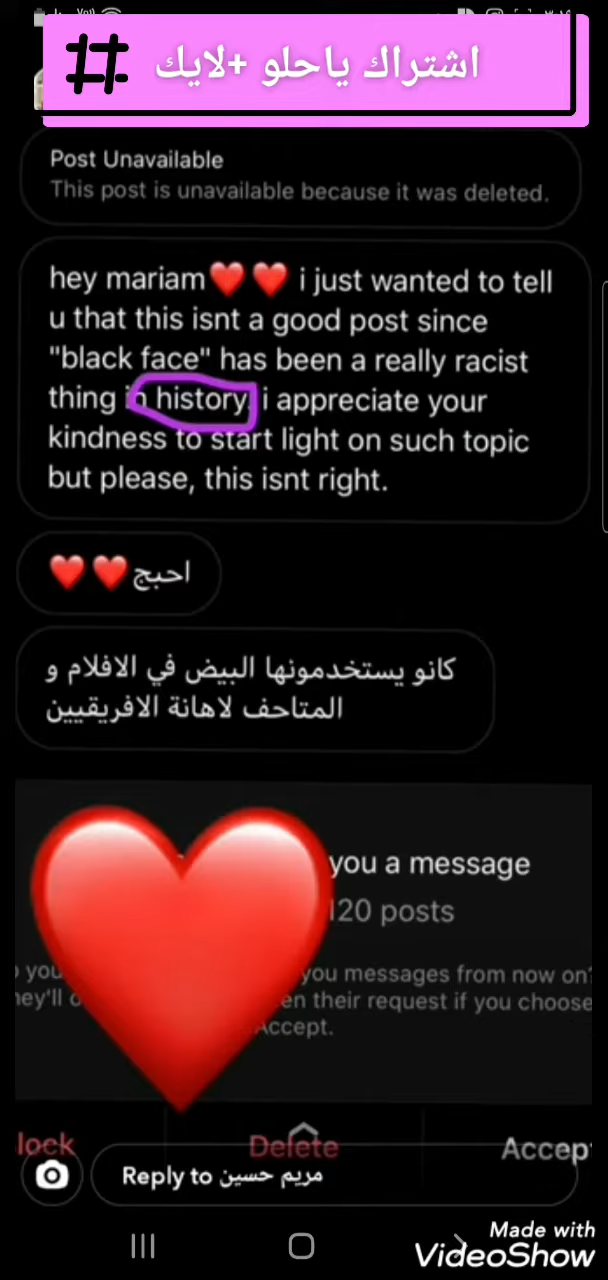 # اشتراك ياحلو +لايك
Post Unavailable
This post is unavailable because it was deleted.
hey mariam❤️❤️ i just wanted to tell
u that this isnt a good post since
"black face" has been a really racist
thing in history, i appreciate your
kindness to start light on such topic
but please, this isnt right.
احبج❤️❤️
كانو يستخدمونها البيض في الافلام و
المتاحف لاهانة الافريقيين
you a message
120 posts
you messages from now on?
their request if you choose
Accept.
Delete
Reply to مريم حسين
Made with
VideoShow